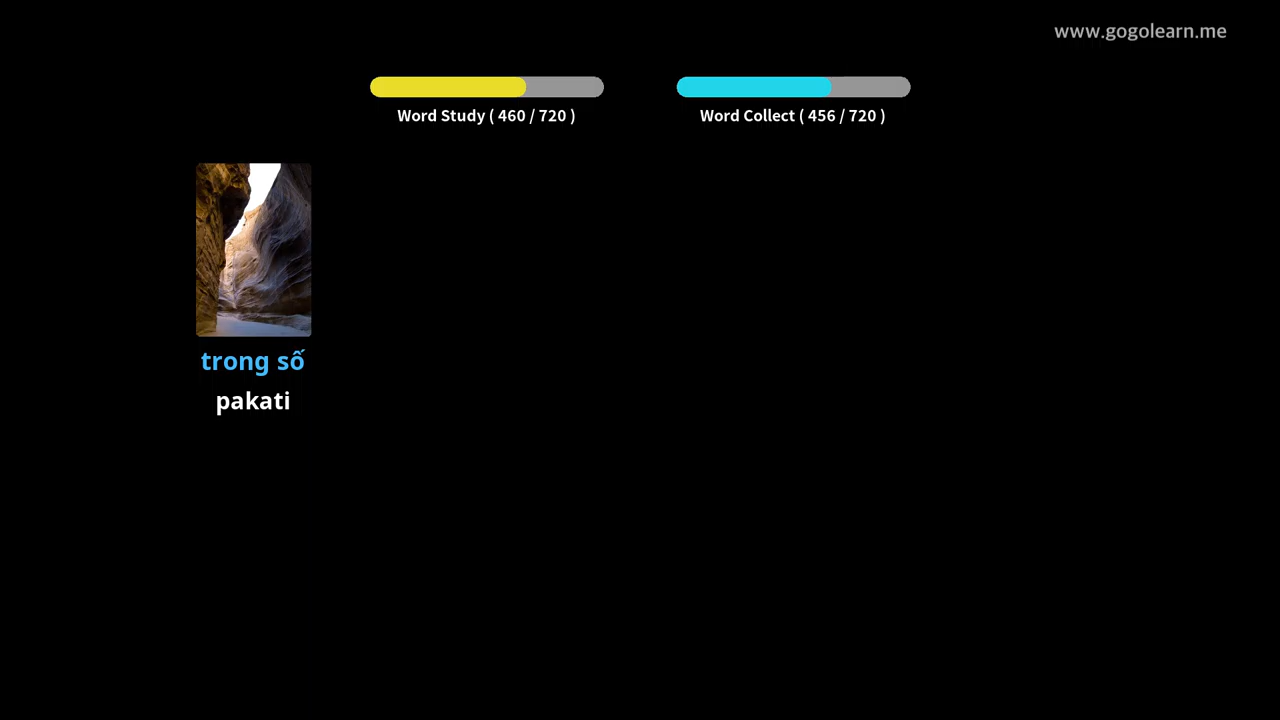 www.gogolearn.me
Word Study ( 460 / 720 )
Word Collect ( 456 / 720 )
trong số
pakati